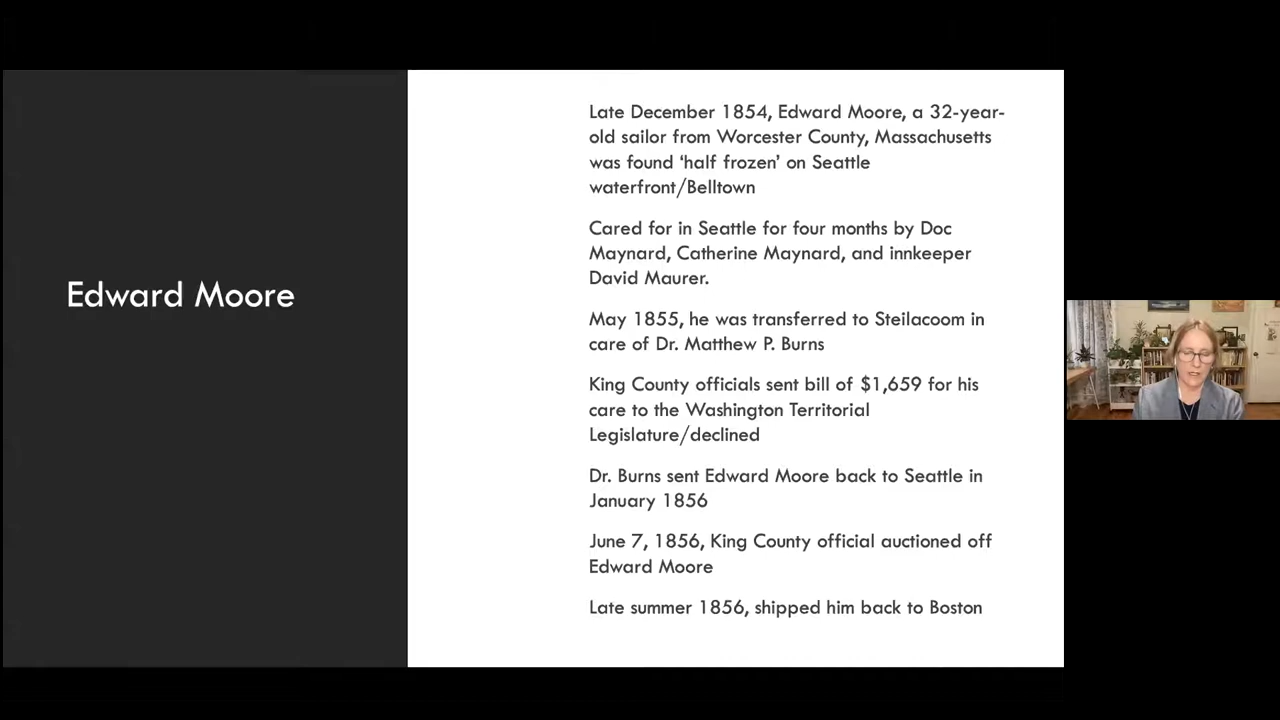 Edward Moore
Late December 1854, Edward Moore, a 32-year-
old sailor from Worcester County, Massachusetts
was found ‘half frozen’ on Seattle
waterfront/Belltown
Cared for in Seattle for four months by Doc
Maynard, Catherine Maynard, and innkeeper
David Maurer.
May 1855, he was transferred to Steilacoom in
care of Dr. Matthew P. Burns
King County officials sent bill of $1,659 for his
care to the Washington Territorial
Legislature/declined
Dr. Burns sent Edward Moore back to Seattle in
January 1856
June 7, 1856, King County official auctioned off
Edward Moore
Late summer 1856, shipped him back to Boston